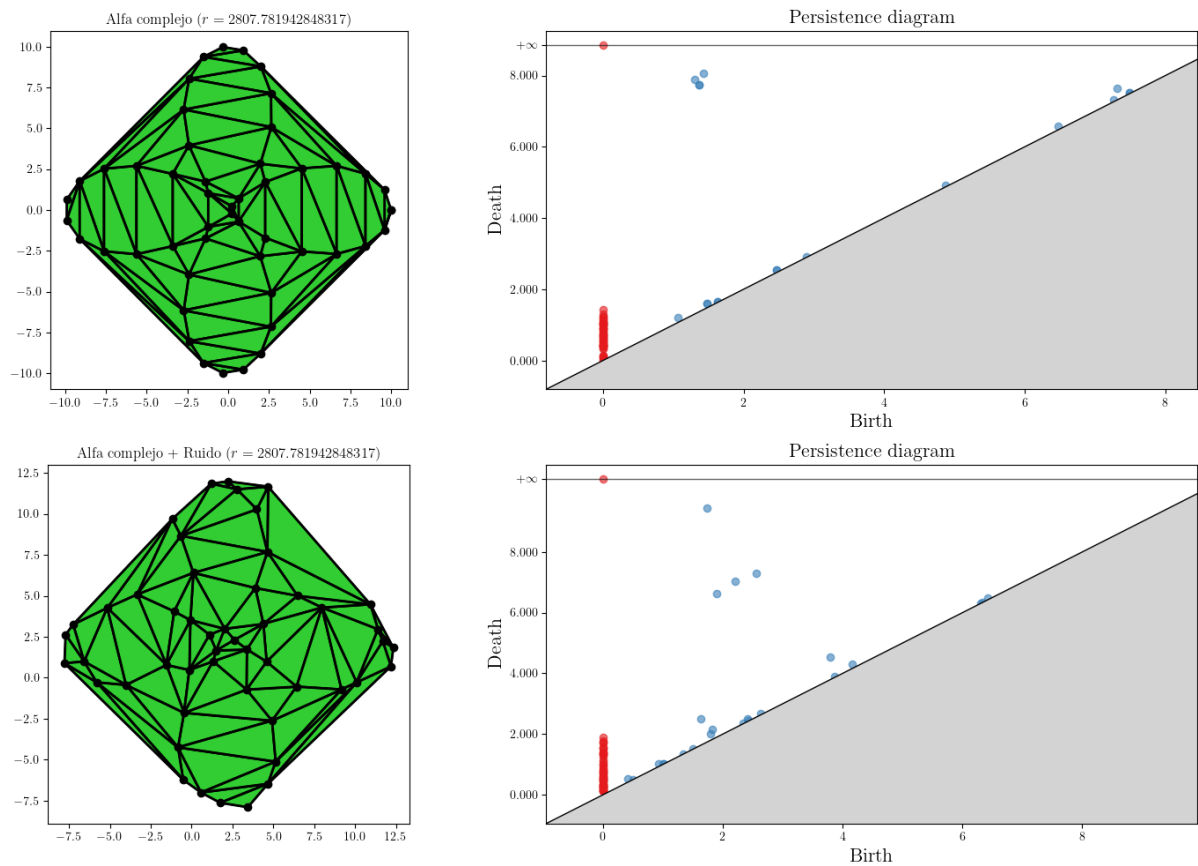 Alfa complejo (r = 2807.781942848317)
10.0
7.5
5.0
2.5
0.0
−2.5
−5.0
−7.5
−10.0
−10.0 −7.5 −5.0 −2.5 0.0 2.5 5.0 7.5 10.0
Persistence diagram
+∞
8.000
6.000
4.000
2.000
0.000
Death
0 2 4 6 8
Birth
Alfa complejo + Ruido (r = 2807.781942848317)
12.5
10.0
7.5
5.0
2.5
0.0
−2.5
−5.0
−7.5
−7.5 −5.0 −2.5 0.0 2.5 5.0 7.5 10.0 12.5
Persistence diagram
+∞
8.000
6.000
4.000
2.000
0.000
Death
0 2 4 6 8
Birth